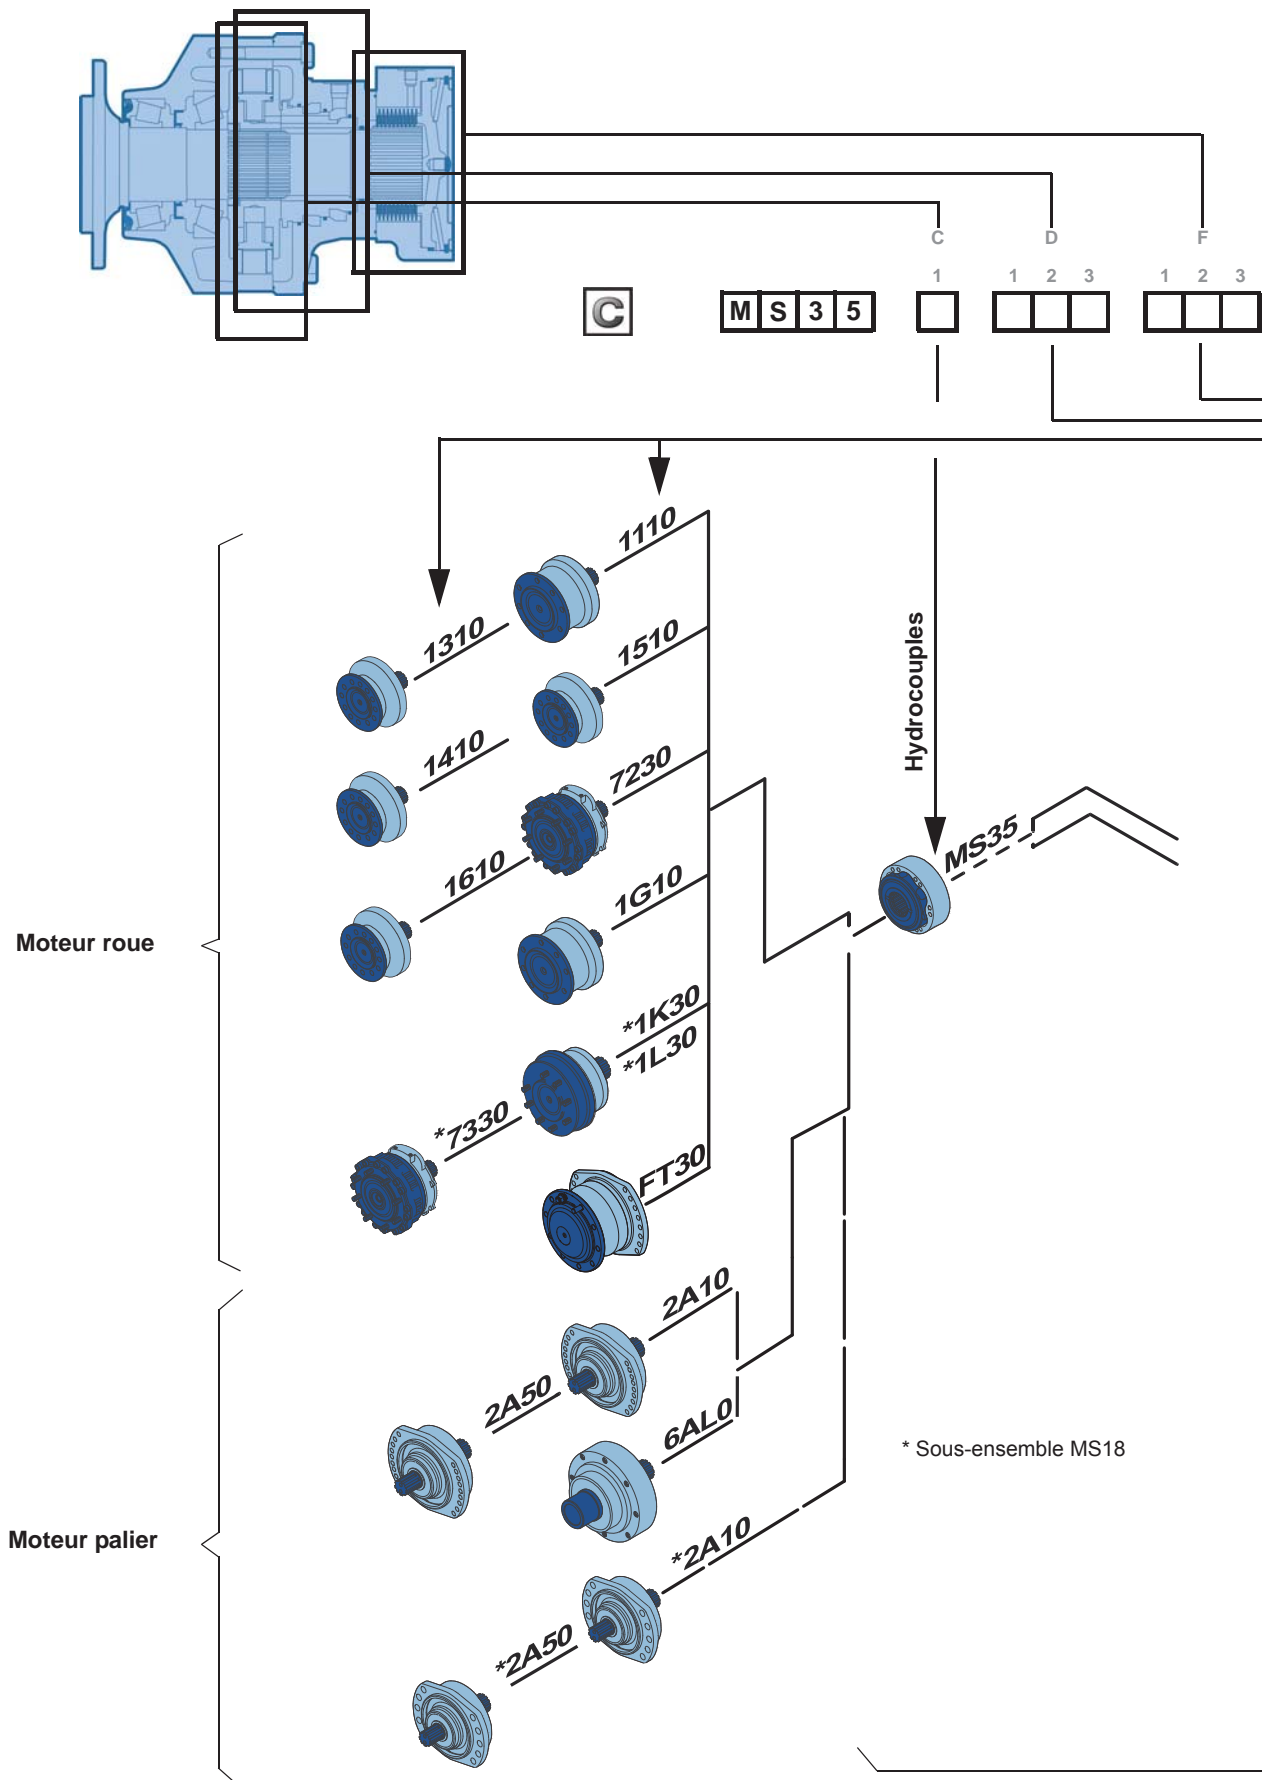 C D F
1 1 2 3 1 2 3
C M S 3 5
1110
1310
1510
1410
7230
Hydrocouples
MS35
1610
1G10
Moteur roue
*1K30
*1L30
*7330
FT30
2A10
2A50
6AL0
* Sous-ensemble MS18
Moteur palier
*2A10
*2A50